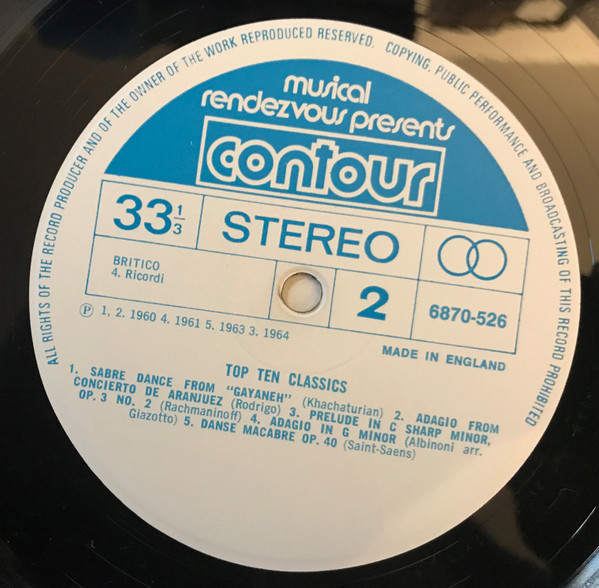 ALL RIGHTS OF THE RECORD PRODUCER AND OF THE OWNER OF THE WORK REPRODUCED RESERVED. COPYING, PUBLIC PERFORMANCE AND BROADCASTING OF THIS RECORD PROHIBITED
musical
rendezvous presents
contour
33 1/3
STEREO
BRITICO
4. Ricordi
2
6870-526
Ⓟ 1, 2. 1960 4. 1961 5. 1963 3. 1964
MADE IN ENGLAND
TOP TEN CLASSICS
1. SABRE DANCE FROM "GAYANEH" (Khachaturian) 2. ADAGIO FROM
CONCIERTO DE ARANJUEZ (Rodrigo) 3. PRELUDE IN C SHARP MINOR,
OP. 3 NO. 2 (Rachmaninoff) 4. ADAGIO IN G MINOR (Albinoni arr.
Giazotto) 5. DANSE MACABRE OP. 40 (Saint-Saens)